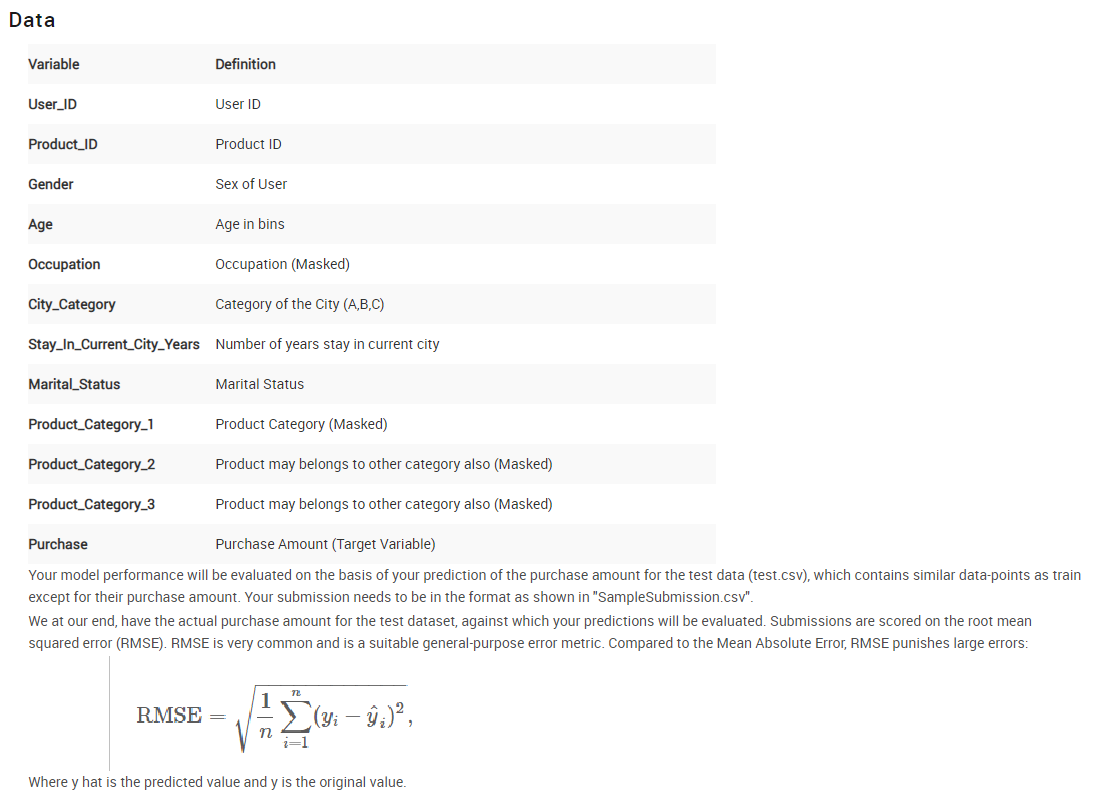 Data
Variable Definition
User_ID User ID
Product_ID Product ID
Gender Sex of User
Age Age in bins
Occupation Occupation (Masked)
City_Category Category of the City (A,B,C)
Stay_In_Current_City_Years Number of years stay in current city
Marital_Status Marital Status
Product_Category_1 Product Category (Masked)
Product_Category_2 Product may belongs to other category also (Masked)
Product_Category_3 Product may belongs to other category also (Masked)
Purchase Purchase Amount (Target Variable)
Your model performance will be evaluated on the basis of your prediction of the purchase amount for the test data (test.csv), which contains similar data-points as train
except for their purchase amount. Your submission needs to be in the format as shown in "SampleSubmission.csv".
We at our end, have the actual purchase amount for the test dataset, against which your predictions will be evaluated. Submissions are scored on the root mean
squared error (RMSE). RMSE is very common and is a suitable general-purpose error metric. Compared to the Mean Absolute Error, RMSE punishes large errors:
RMSE = √(1/n ∑_{i=1}^{n} (y_i − ŷ_i)²),
Where y hat is the predicted value and y is the original value.